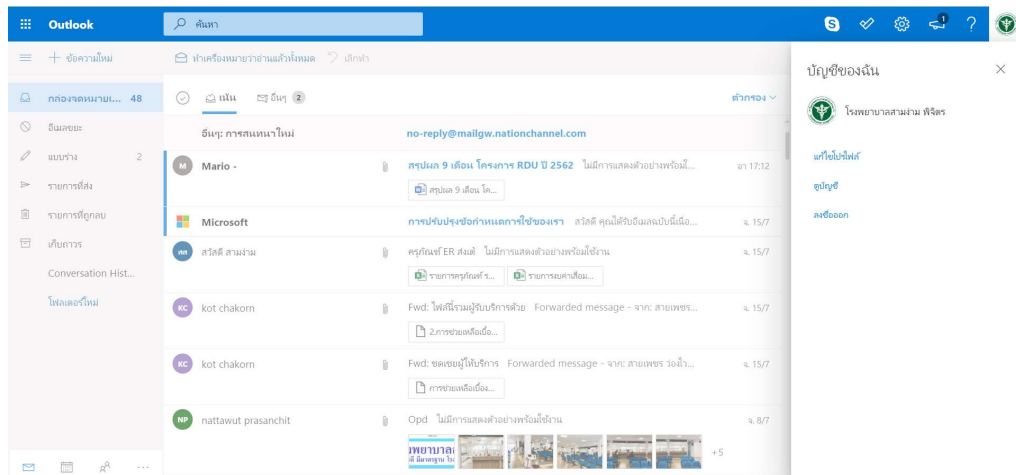 Outlook
ค้นหา
1
ข้อความใหม่
ทำเครื่องหมายว่าอ่านแล้วทั้งหมด
เลิกทำ
บัญชีของฉัน
โรงพยาบาลสามง่าม พิจิตร
แก้ไขโปรไฟล์
ดูบัญชี
ลงชื่อออก
กล่องจดหมายเ... 48
อีเมลขยะ
แบบร่าง 2
รายการที่ส่ง
รายการที่ถูกลบ
เก็บถาวร
Conversation Hist...
โฟลเดอร์ใหม่
เน้น
อื่นๆ 2
ตัวกรอง
อื่นๆ: การสนทนาใหม่
no-reply@mailgw.nationchannel.com
M
Mario -
สรุปผล 9 เดือน โครงการ RDU ปี 2562 ไม่มีการแสดงตัวอย่างพร้อมใ...
อา 17:12
สรุปผล 9 เดือน โค...
Microsoft
การปรับปรุงข้อกำหนดการใช้ของเรา สวัสดี คุณได้รับอีเมลฉบับนี้เนื่อ...
จ. 15/7
สส
สวัสดี สามง่าม
ครุภัณฑ์ ER ส่งต่ ไม่มีการแสดงตัวอย่างพร้อมใช้งาน
จ. 15/7
รายการครุภัณฑ์ ร...
รายการงบค่าเสื่อม...
KC
kot chakorn
Fwd: ไฟล์นี้รวมผู้รับบริการด้วย Forwarded message - จาก: สายเพชร...
จ. 15/7
2.การช่วยเหลือเบื้อ...
KC
kot chakorn
Fwd: ชดเชยผู้ให้บริการ Forwarded message - จาก: สายเพชร ว่องไว...
จ. 15/7
การช่วยเหลือเบื้อง...
NP
nattawut prasanchit
Opd ไม่มีการแสดงตัวอย่างพร้อมใช้งาน
จ. 8/7
+5